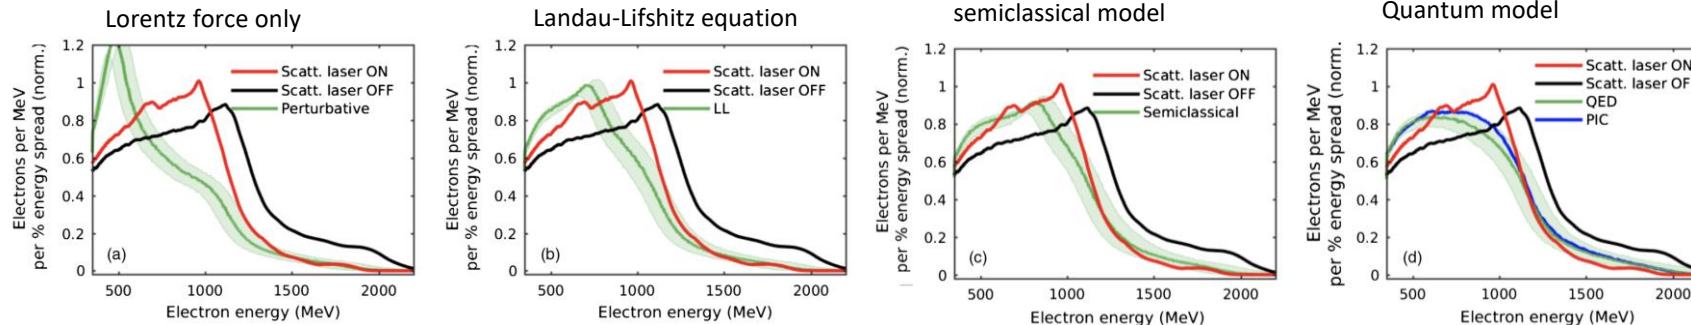 Lorentz force only
Landau-Lifshitz equation
semiclassical model
Quantum model
Electrons per MeV
per % energy spread (norm.)
1.2
1
0.8
0.6
0.4
0.2
0
Scatt. laser ON
Scatt. laser OFF
Perturbative
(a)
500
1000
1500
2000
Electron energy (MeV)
Electrons per MeV
per % energy spread (norm.)
1.2
1
0.8
0.6
0.4
0.2
0
Scatt. laser ON
Scatt. laser OFF
LL
(b)
500
1000
1500
2000
Electron energy (MeV)
Electrons per MeV
per % energy spread (norm.)
1.2
1
0.8
0.6
0.4
0.2
0
Scatt. laser ON
Scatt. laser OFF
Semiclassical
(c)
500
1000
1500
2000
Electron energy (MeV)
Electrons per MeV
per % energy spread (norm.
1.2
1
0.8
0.6
0.4
0.2
0
Scatt. laser ON
Scatt. laser OF
QED
PIC
(d)
500
1000
1500
2000
Electron energy (MeV)